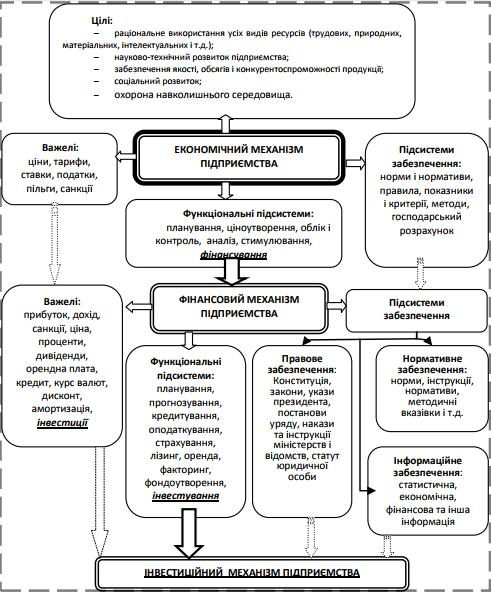 Цілі:
– раціональне використання усіх видів ресурсів (трудових, природних,
матеріальних, інтелектуальних і т.д.);
– науково-технічний розвиток підприємства;
– забезпечення якості, обсягів і конкурентоспроможності продукції;
– соціальний розвиток;
– охорона навколишнього середовища.
Важелі:
ціни, тарифи,
ставки, податки,
пільги, санкції
ЕКОНОМІЧНИЙ МЕХАНІЗМ
ПІДПРИЄМСТВА
Підсистеми
забезпечення:
норми і нормативи,
правила, показники
і критерії, методи,
господарський
розрахунок
Функціональні підсистеми:
планування, ціноутворення, облік і
контроль, аналіз, стимулювання,
фінансування
Важелі:
прибуток, дохід,
санкції, ціна,
проценти,
дивіденди,
орендна плата,
кредит, курс валют,
дисконт,
амортизація,
інвестиції
ФІНАНСОВИЙ МЕХАНІЗМ
ПІДПРИЄМСТВА
Підсистеми
забезпечення
Функціональні
підсистеми:
планування,
прогнозування,
кредитування,
оподаткування,
страхування,
лізинг, оренда,
факторинг,
фондоутворення,
інвестування
Правове
забезпечення:
Конституція,
закони, укази
президента,
постанови
уряду, накази
та інструкції
міністерств і
відомств, статут
юридичної
особи
Нормативне
забезпечення:
норми, інструкції,
нормативи,
методичні
вказівки і т.д.
Інформаційне
забезпечення:
статистична,
економічна,
фінансова та інша
інформація
ІНВЕСТИЦІЙНИЙ МЕХАНІЗМ ПІДПРИЄМСТВА